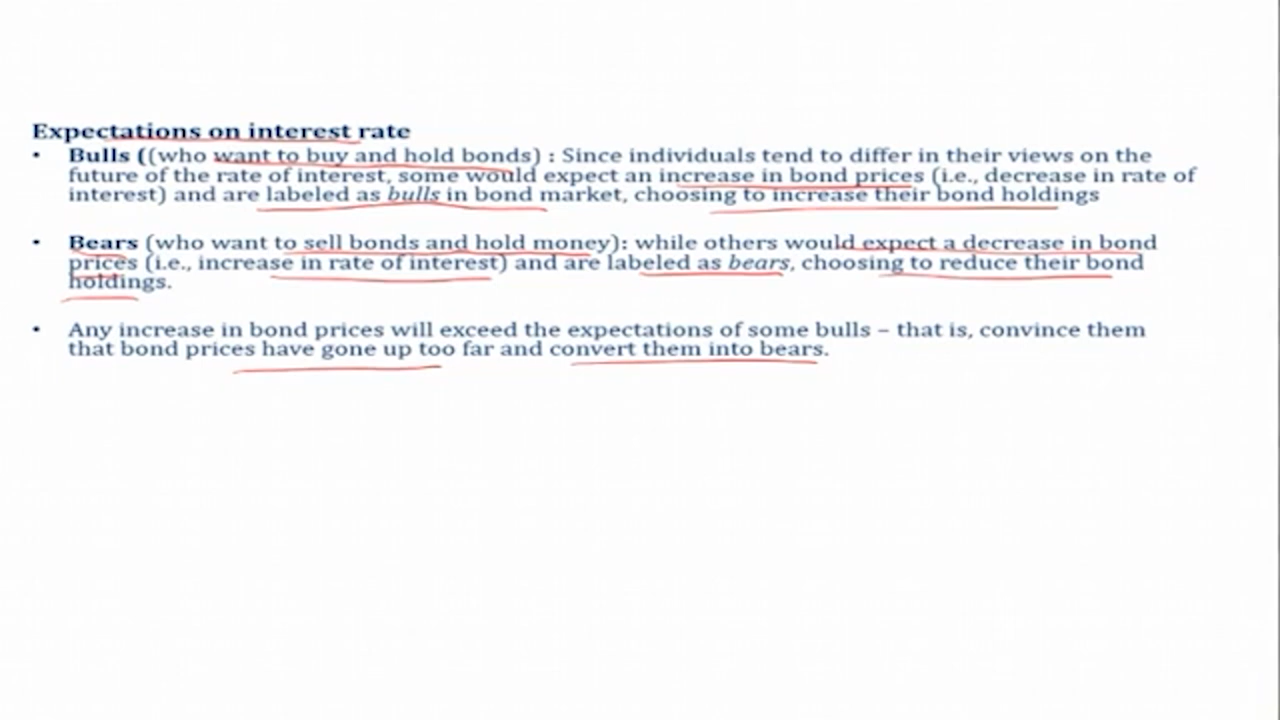 Expectations on interest rate
• Bulls ((who want to buy and hold bonds) : Since individuals tend to differ in their views on the
future of the rate of interest, some would expect an increase in bond prices (i.e., decrease in rate of
interest) and are labeled as bulls in bond market, choosing to increase their bond holdings
• Bears (who want to sell bonds and hold money): while others would expect a decrease in bond
prices (i.e., increase in rate of interest) and are labeled as bears, choosing to reduce their bond
holdings.
• Any increase in bond prices will exceed the expectations of some bulls – that is, convince them
that bond prices have gone up too far and convert them into bears.